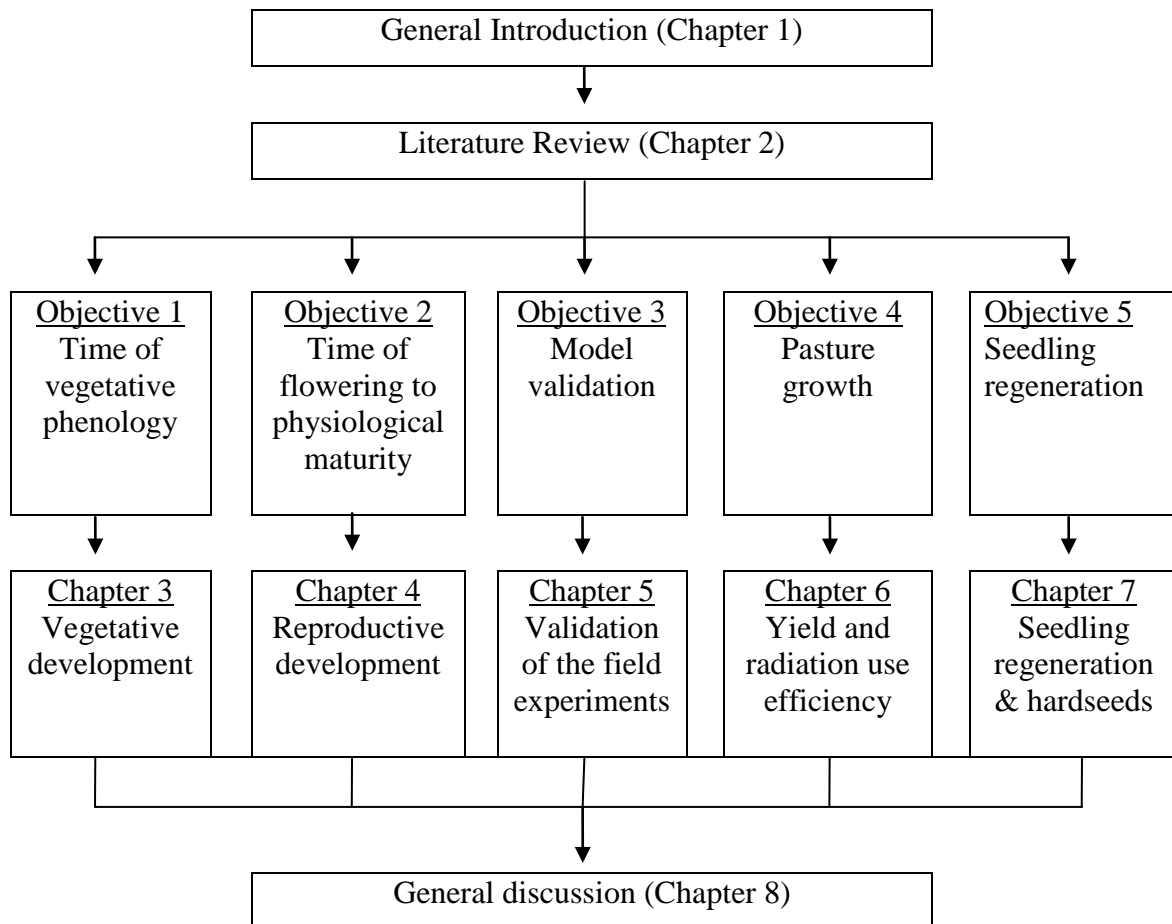 General Introduction (Chapter 1)
Literature Review (Chapter 2)
Objective 1
Time of
vegetative
phenology
Objective 2
Time of
flowering to
physiological
maturity
Objective 3
Model
validation
Objective 4
Pasture
growth
Objective 5
Seedling
regeneration
Chapter 3
Vegetative
development
Chapter 4
Reproductive
development
Chapter 5
Validation
of the field
experiments
Chapter 6
Yield and
radiation use
efficiency
Chapter 7
Seedling
regeneration
& hardseeds
General discussion (Chapter 8)